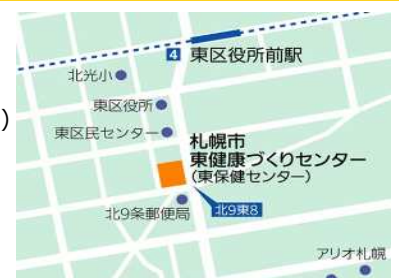 4 東区役所前駅
北光小
東区役所
東区民センター
)
札幌市
東健康づくりセンター
(東保健センター)
北9条郵便局
北9東8
アリオ札幌